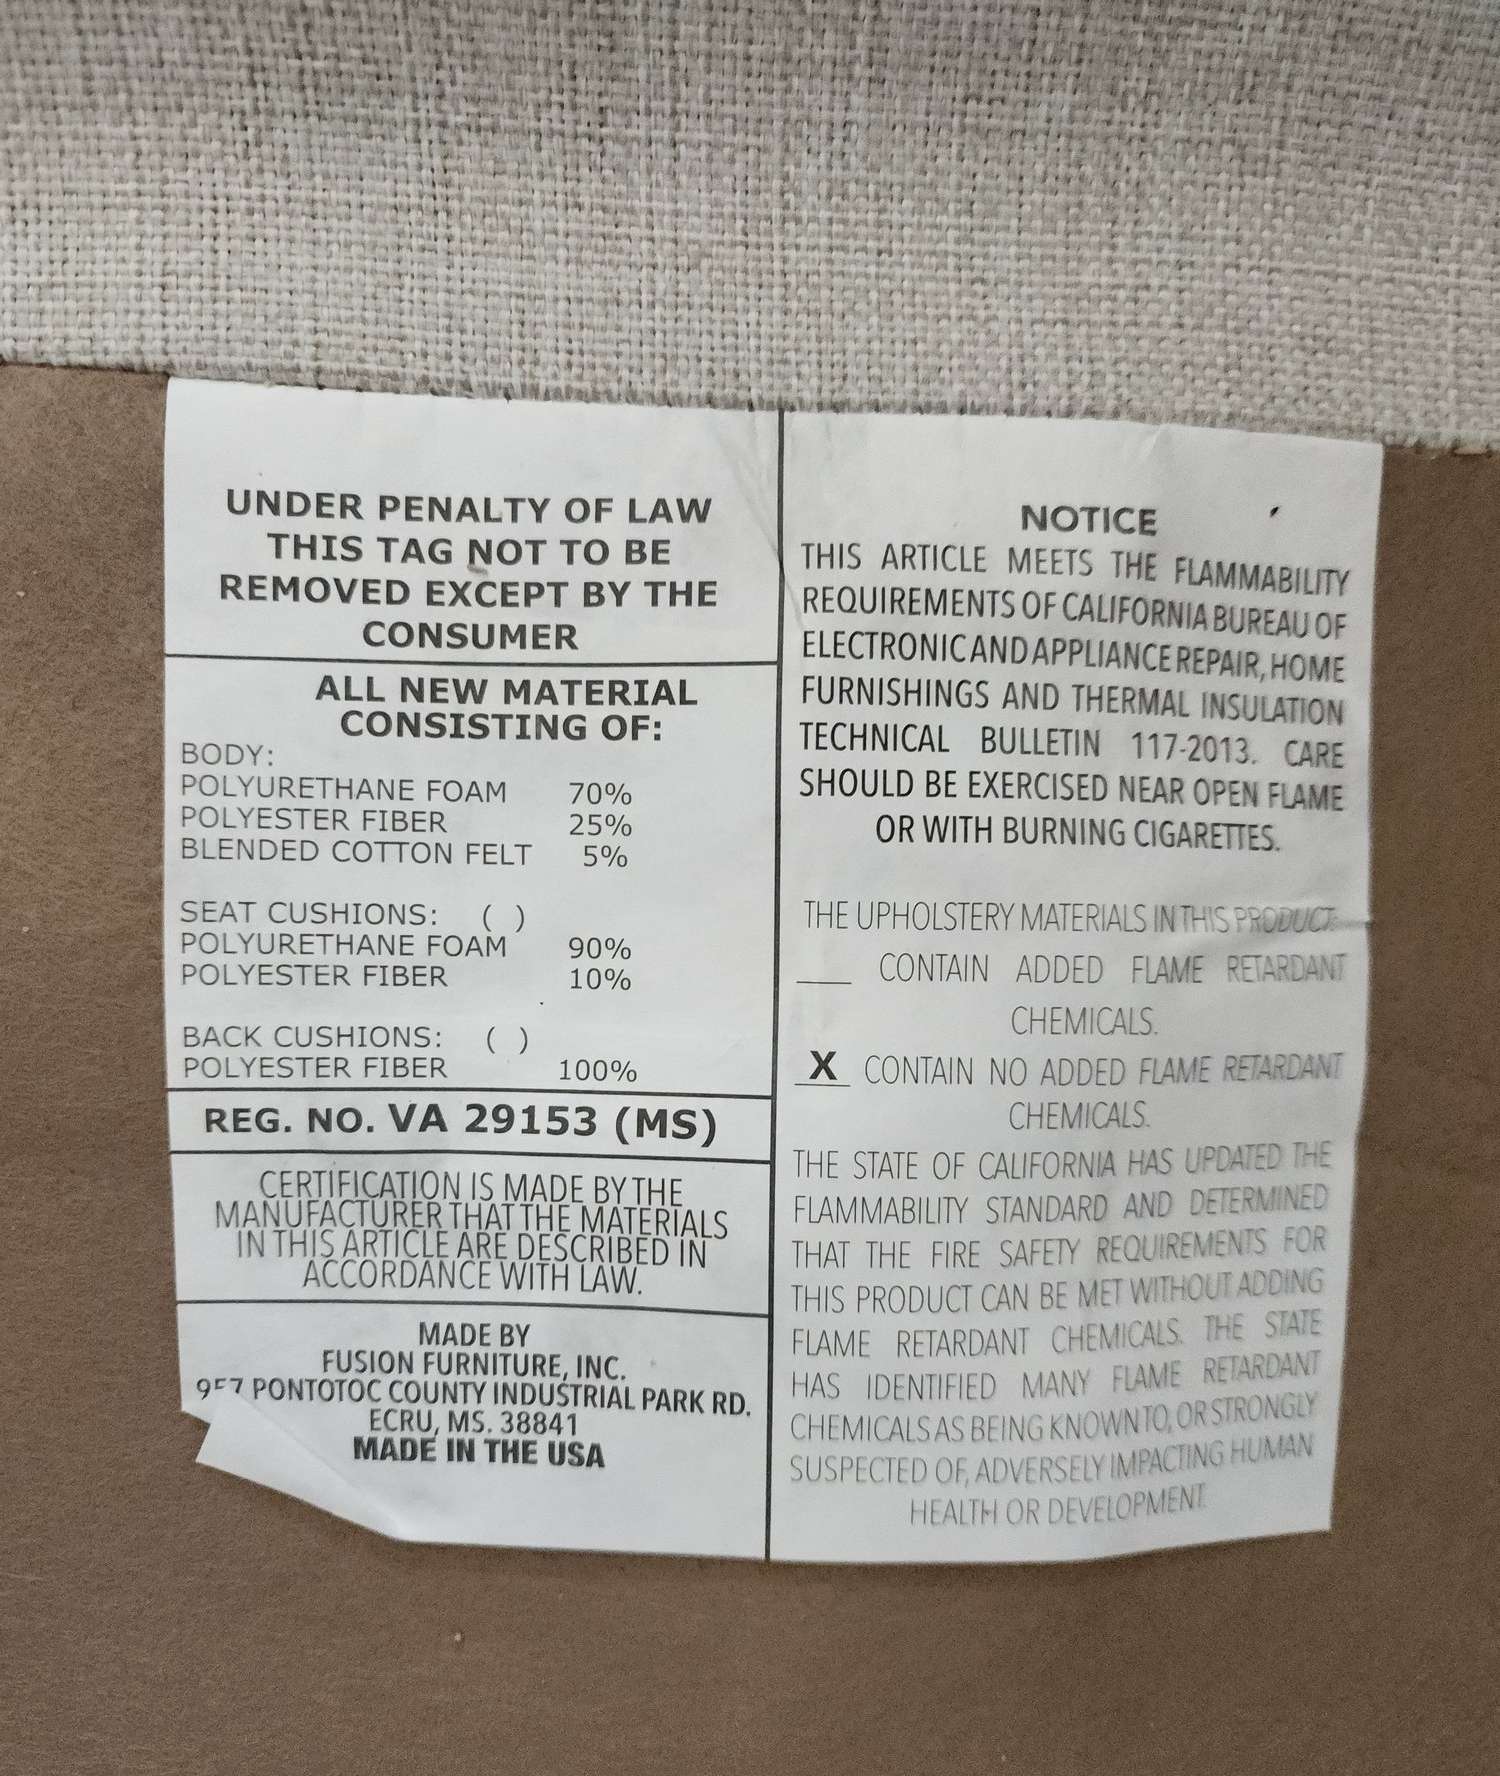 UNDER PENALTY OF LAW
THIS TAG NOT TO BE
REMOVED EXCEPT BY THE
CONSUMER
ALL NEW MATERIAL
CONSISTING OF:
BODY:
POLYURETHANE FOAM 70%
POLYESTER FIBER 25%
BLENDED COTTON FELT 5%
SEAT CUSHIONS: ( )
POLYURETHANE FOAM 90%
POLYESTER FIBER 10%
BACK CUSHIONS: ( )
POLYESTER FIBER 100%
REG. NO. VA 29153 (MS)
CERTIFICATION IS MADE BY THE
MANUFACTURER THAT THE MATERIALS
IN THIS ARTICLE ARE DESCRIBED IN
ACCORDANCE WITH LAW.
MADE BY
FUSION FURNITURE, INC.
PONTOTOC COUNTY INDUSTRIAL PARK RD.
ECRU, MS. 38841
MADE IN THE USA
NOTICE
THIS ARTICLE MEETS THE FLAMMABILITY
REQUIREMENTS OF CALIFORNIA BUREAU OF
ELECTRONIC AND APPLIANCE REPAIR, HOME
FURNISHINGS AND THERMAL INSULATION
TECHNICAL BULLETIN 117-2013. CARE
SHOULD BE EXERCISED NEAR OPEN FLAME
OR WITH BURNING CIGARETTES.
THE UPHOLSTERY MATERIALS IN THIS PRODUCT:
___ CONTAIN ADDED FLAME RETARDANT
CHEMICALS.
X CONTAIN NO ADDED FLAME RETARDANT
CHEMICALS.
THE STATE OF CALIFORNIA HAS UPDATED THE
FLAMMABILITY STANDARD AND DETERMINED
THAT THE FIRE SAFETY REQUIREMENTS FOR
THIS PRODUCT CAN BE MET WITHOUT ADDING
FLAME RETARDANT CHEMICALS. THE STATE
HAS IDENTIFIED MANY FLAME RETARDANT
CHEMICALS AS BEING KNOWN TO, OR STRONGLY
SUSPECTED OF, ADVERSELY IMPACTING HUMAN
HEALTH OR DEVELOPMENT.